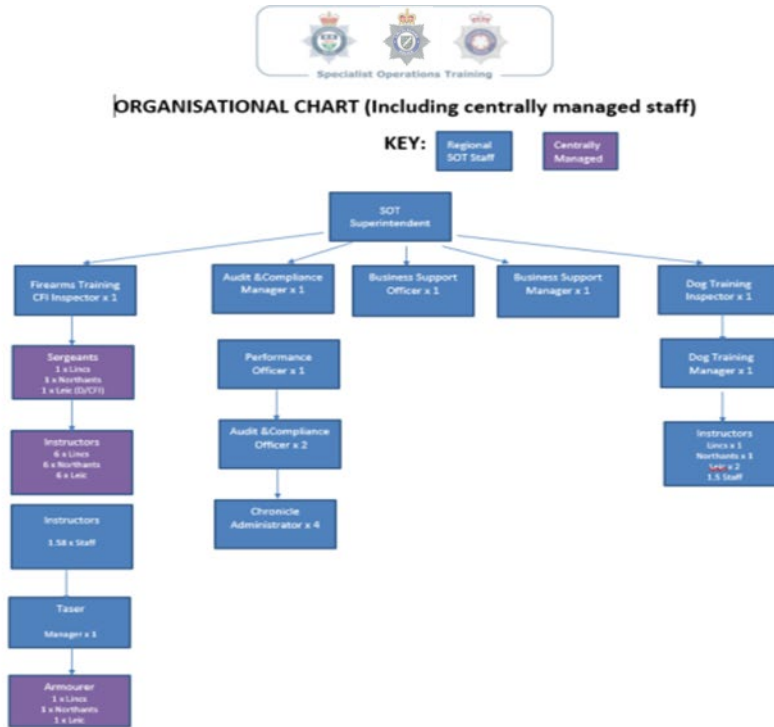 Specialist Operations Training
ORGANISATIONAL CHART (Including centrally managed staff)
KEY:
Regional
SOT Staff
Centrally
Managed
SOT
Superintendent
Firearms Training
CFI Inspector x 1
Audit &Compliance
Manager x 1
Business Support
Officer x 1
Business Support
Manager x 1
Dog Training
Inspector x 1
Sergeants
1 x Lincs
1 x Northants
1 x Leic (D/CFI)
Performance
Officer x 1
Dog Training
Manager x 1
Instructors
6 x Lincs
6 x Northants
6 x Leic
Audit &Compliance
Officer x 2
Instructors
Lincs x 1
Northants x 1
Leic x 2
1.5 Staff
Instructors
1.58 x Staff
Chronicle
Administrator x 4
Taser
Manager x 1
Armourer
1 x Lincs
1 x Northants
1 x Leic